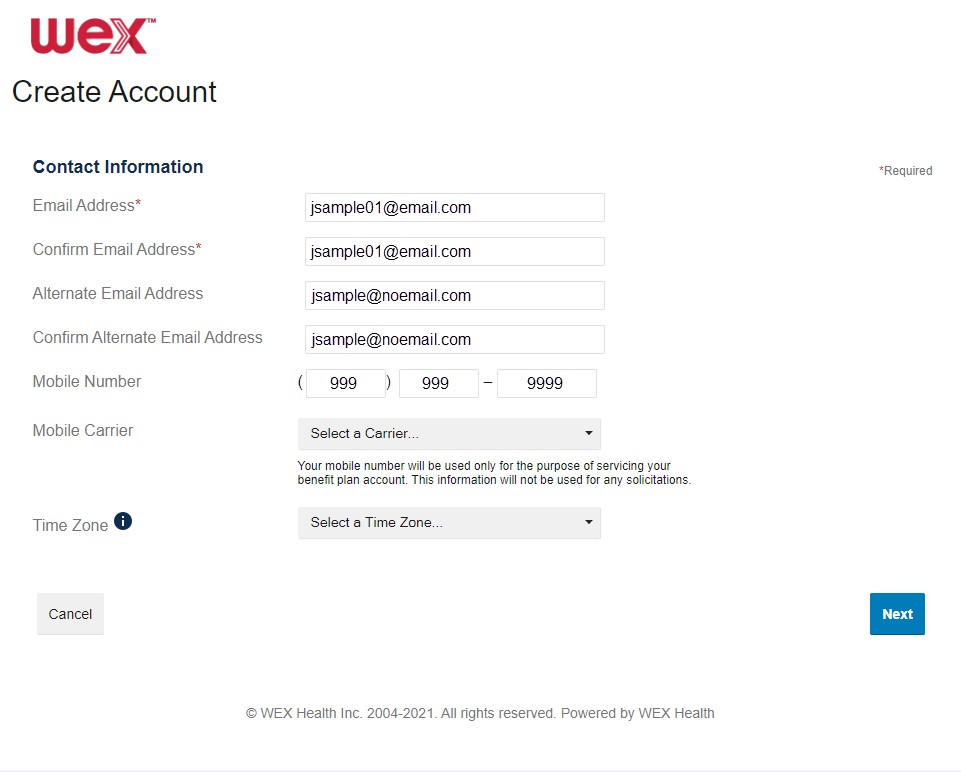 wex™
Create Account
Contact Information
*Required
Email Address*
jsample01@email.com
Confirm Email Address*
jsample01@email.com
Alternate Email Address
jsample@noemail.com
Confirm Alternate Email Address
jsample@noemail.com
Mobile Number
( 999 ) 999 – 9999
Mobile Carrier
Select a Carrier...
Your mobile number will be used only for the purpose of servicing your
benefit plan account. This information will not be used for any solicitations.
Time Zone i
Select a Time Zone...
Cancel
Next
© WEX Health Inc. 2004-2021. All rights reserved. Powered by WEX Health